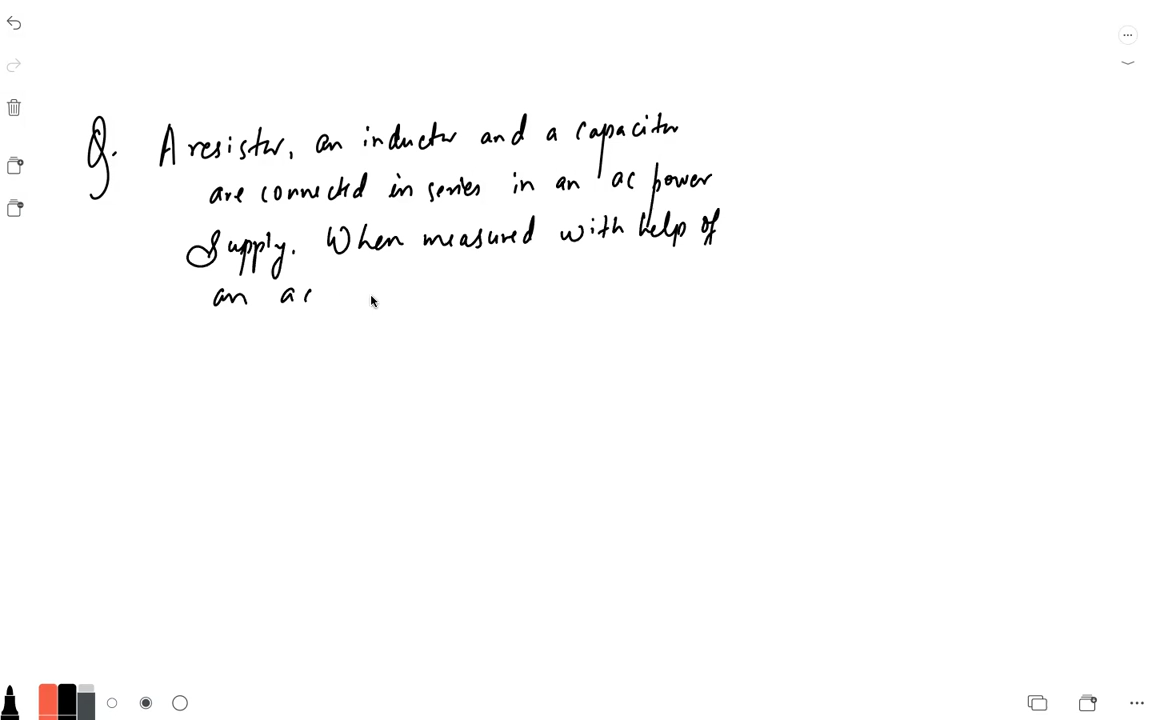 Q. A resistor, an inductor and a capacitor
are connected in series in an ac power
Supply. When measured with help of
an ac